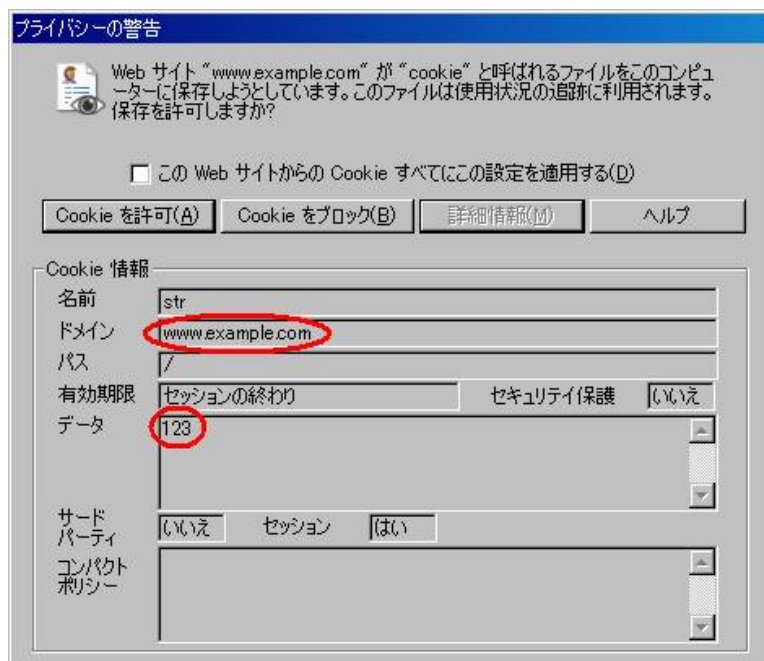 プライバシーの警告
Web サイト "www.example.com" が "cookie" と呼ばれるファイルをこのコンピュ
ーターに保存しようとしています。このファイルは使用状況の追跡に利用されます。
保存を許可しますか?
この Web サイトからの Cookie すべてにこの設定を適用する(D)
Cookie を許可(A) Cookie をブロック(B) 詳細情報(M) ヘルプ
Cookie 情報
名前 str
ドメイン www.example.com
パス /
有効期限 セッションの終わり セキュリテイ保護 いいえ
データ 123
サード
パーティ いいえ セッション はい
コンパクト
ポリシー